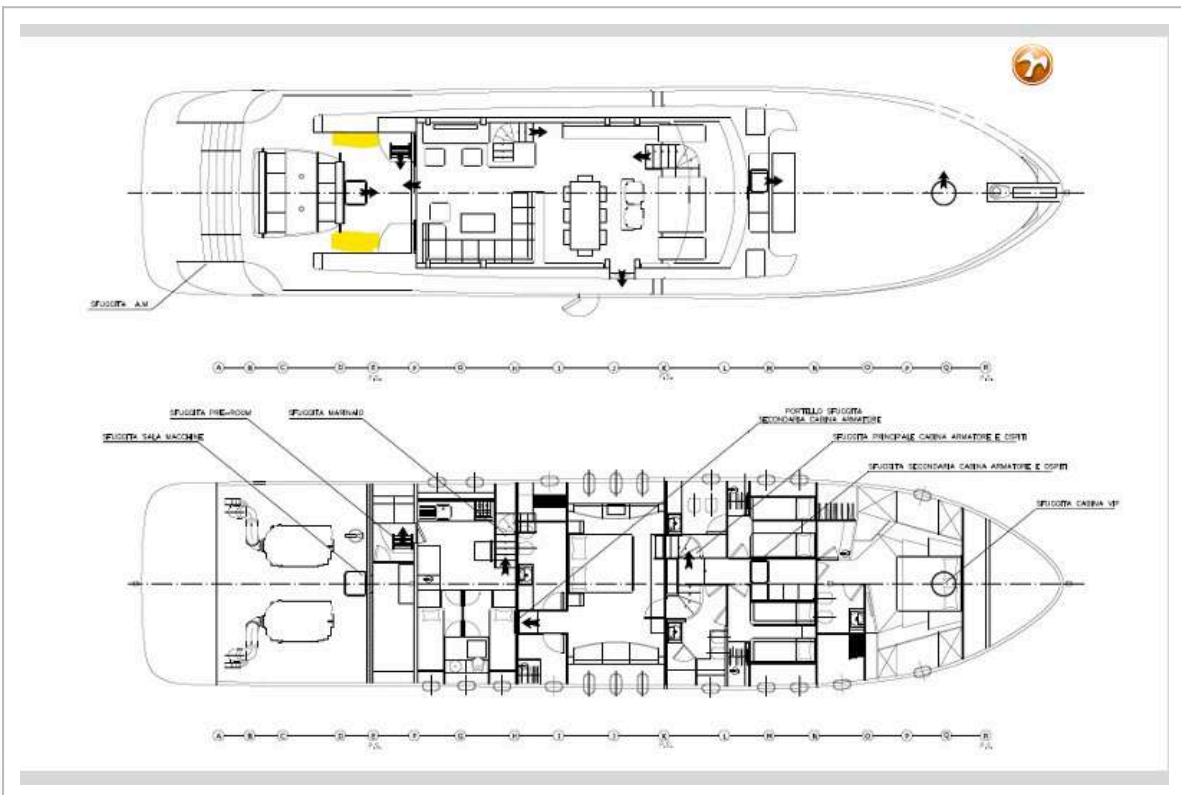 SFUGGITA A.M
A B C D E F G H I J K L M N O P Q R
P.S. P.S. P.S.
SFUGGITA PRE-ROOM
SFUGGITA MARINAIO
PORTELLO SFUGGITA
SECONDARIA CABINA ARMATORE
SFUGGITA SALA MACCHINE
SFUGGITA PRINCIPALE CABINA ARMATORE E OSPITI
SFUGGITA SECONDARIA CABINA ARMATORE E OSPITI
SFUGGITA CABINA VIP
A B C D E F G H I J K L M N O P Q R
P.S. P.S. P.S.